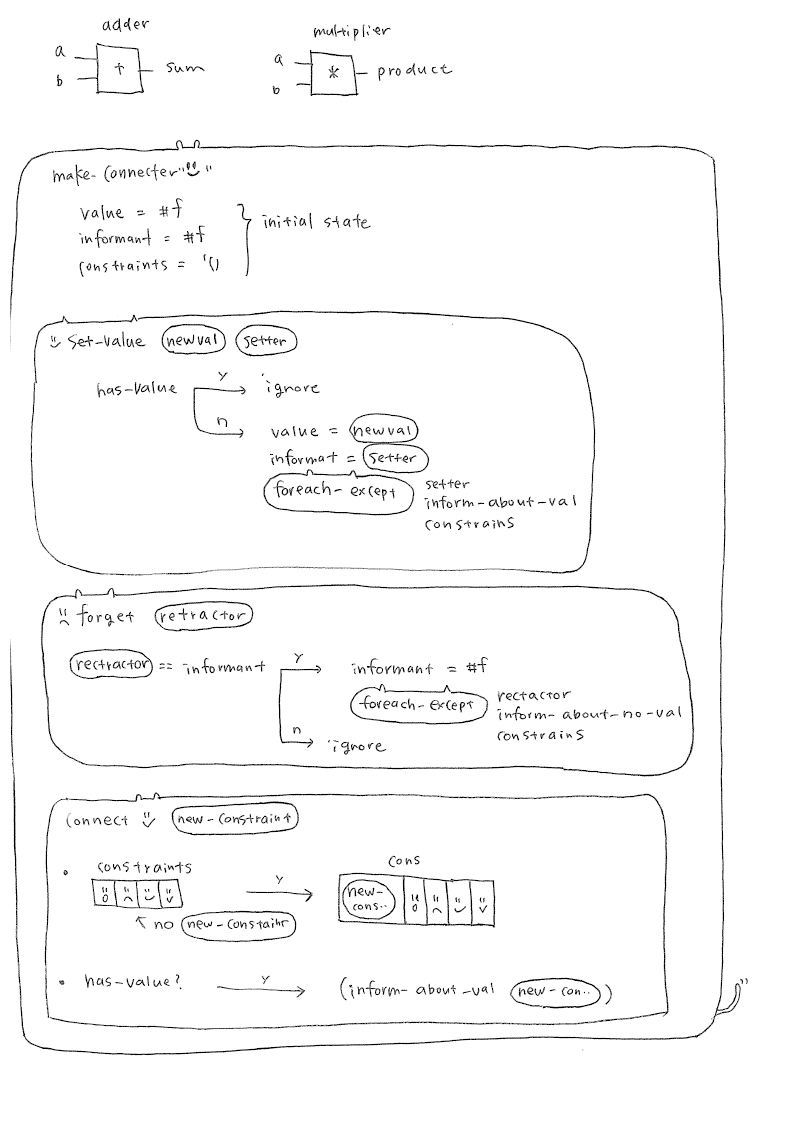 adder
a
b
+
sum
multiplier
a
b
*
product
make-connecter "ü"
value = #f
informant = #f
constraints = '()
initial state
set-value newval setter
has-value
Y
ignore
n
value = newval
informat = setter
foreach-except
setter
inform-about-val
constrains
forget retractor
rectractor == informant
Y
informant = #f
foreach-except
rectactor
inform-about-no-val
constrains
n
ignore
connect new-constraint
• constraints
Y
cons
new-
cons..
no new-constaihr
• has-value?
Y
(inform-about-val new-con..)